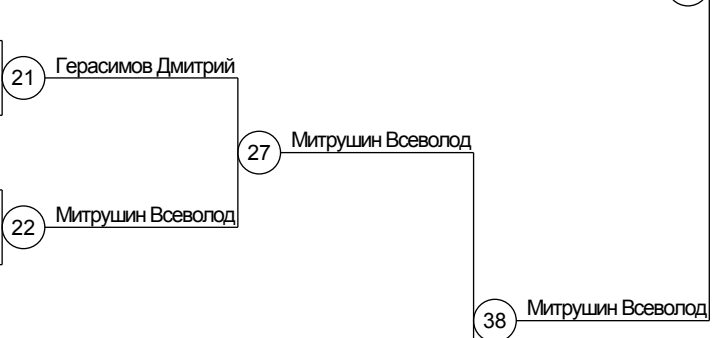 21 Герасимов Дмитрий
27 Митрушин Всеволод
22 Митрушин Всеволод
38 Митрушин Всеволод